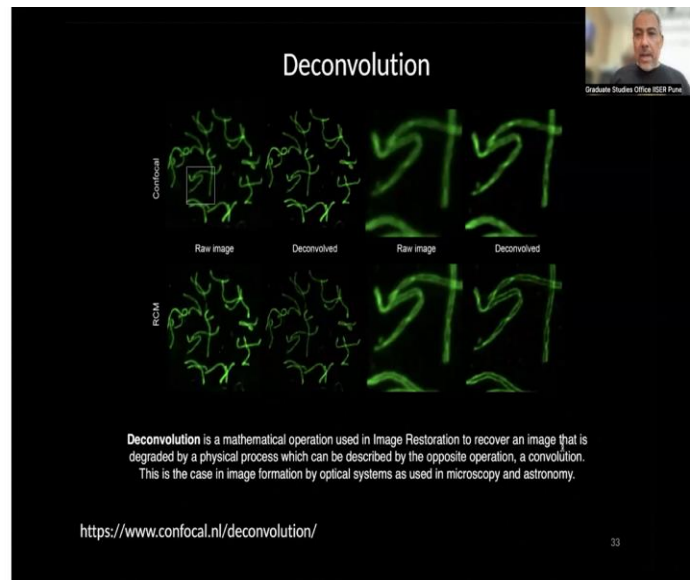 Deconvolution
Graduate Studies Office IISER Pune
Confocal
Raw image
Deconvolved
Raw image
Deconvolved
RCM
Deconvolution is a mathematical operation used in Image Restoration to recover an image that is
degraded by a physical process which can be described by the opposite operation, a convolution.
This is the case in image formation by optical systems as used in microscopy and astronomy.
https://www.confocal.nl/deconvolution/
33